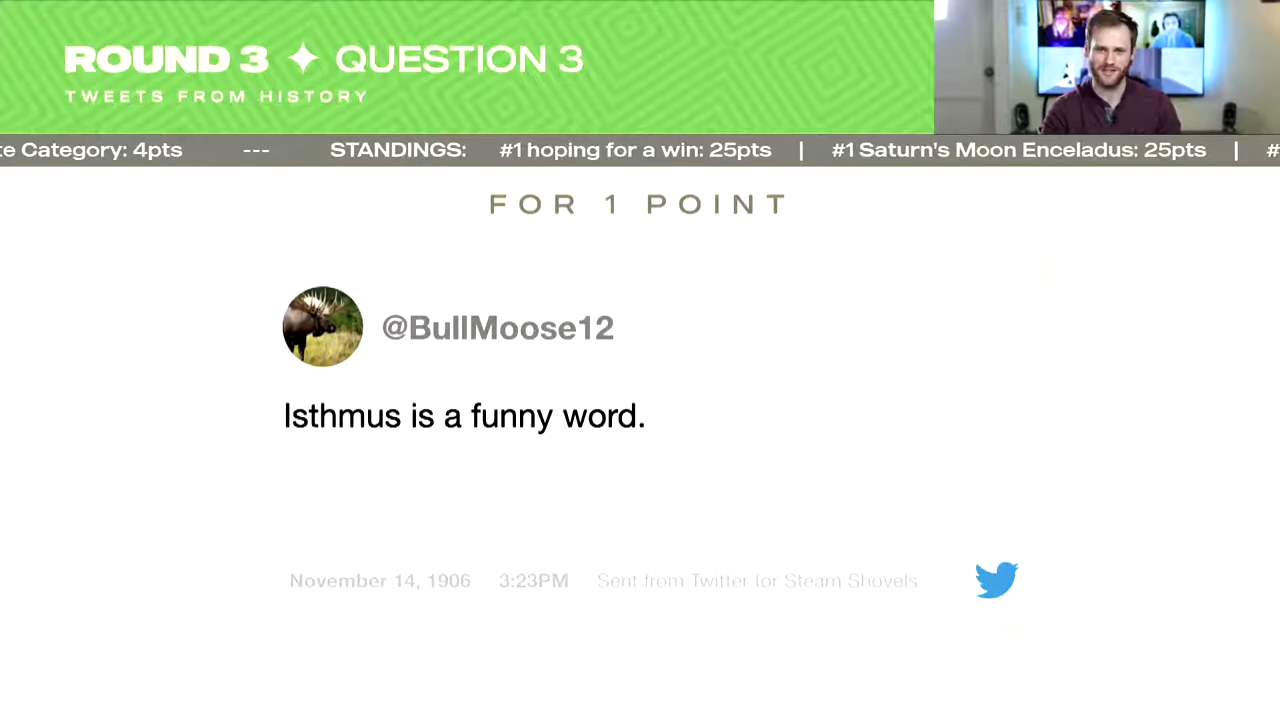 ROUND 3 ✦ QUESTION 3
TWEETS FROM HISTORY
te Category: 4pts --- STANDINGS: #1 hoping for a win: 25pts | #1 Saturn's Moon Enceladus: 25pts | #
FOR 1 POINT
@BullMoose12
Isthmus is a funny word.
November 14, 1906 3:23PM Sent from Twitter for Steam Shovels